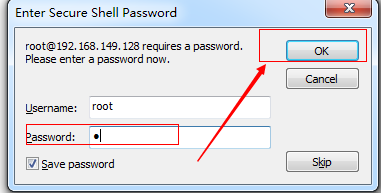 Enter Secure Shell Password
root@192.168.149.128 requires a password.
Please enter a password now.
OK
Cancel
Username: root
Password: ●
Save password
Skip